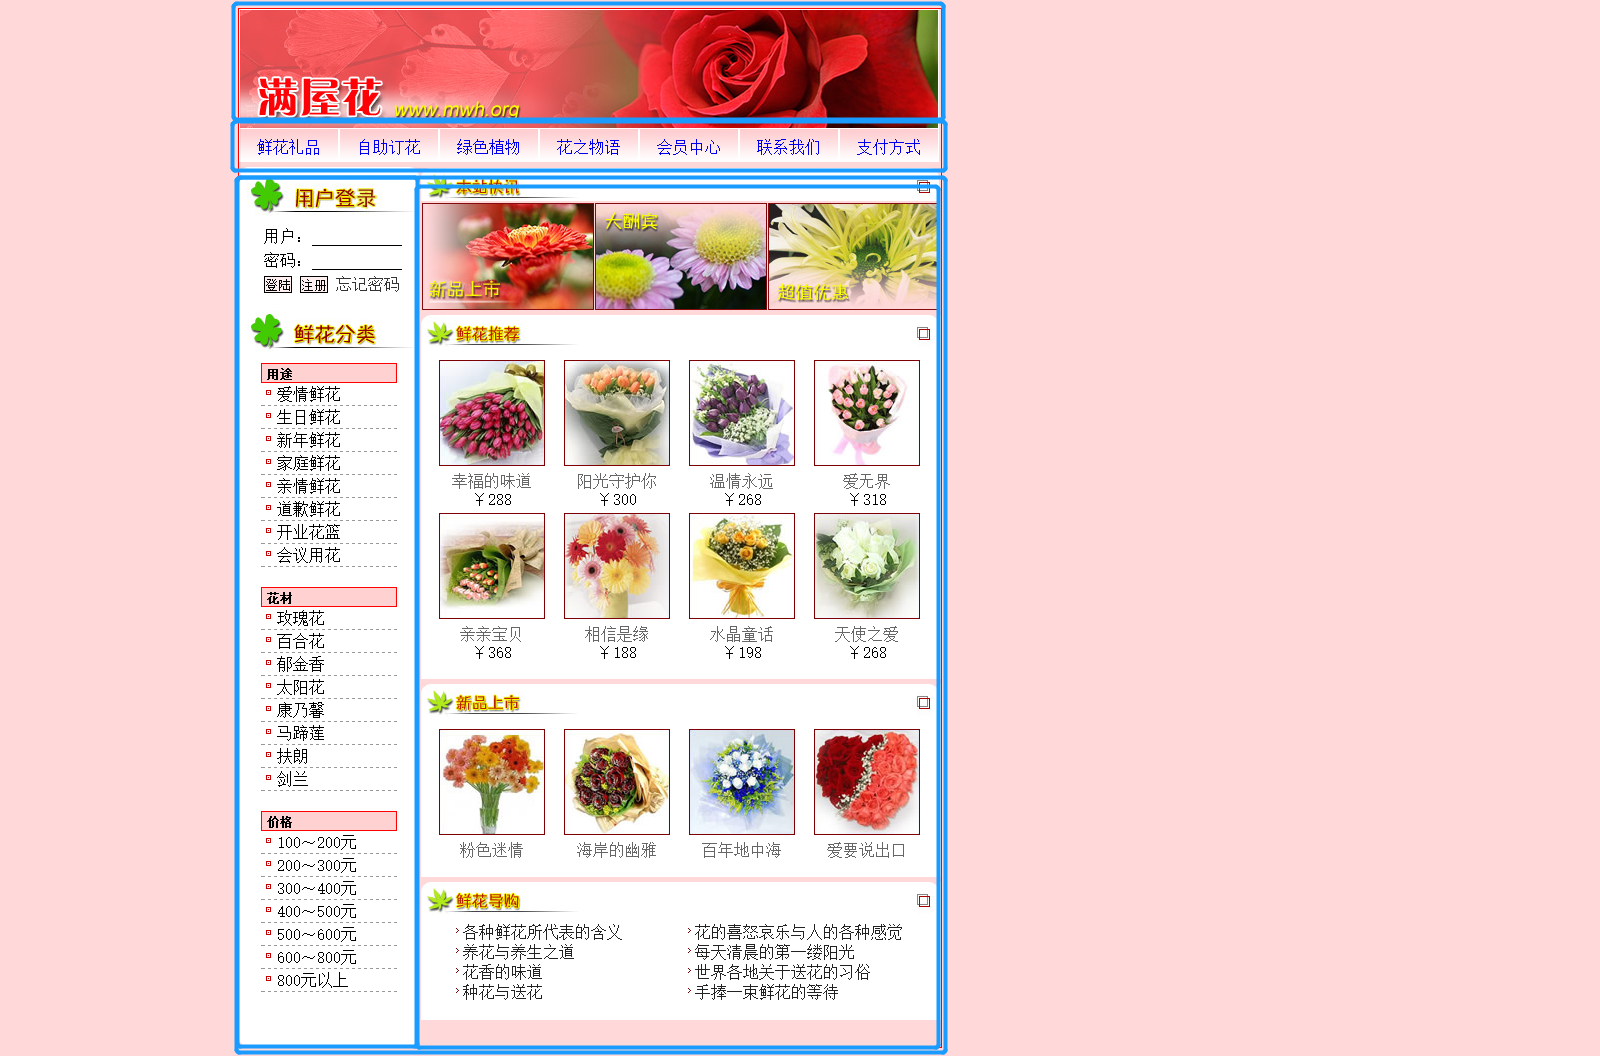 满屋花 www.mwh.org
鲜花礼品 自助订花 绿色植物 花之物语 会员中心 联系我们 支付方式
用户登录
用户：
密码：
登陆 注册 忘记密码
鲜花分类
用途
爱情鲜花
生日鲜花
新年鲜花
家庭鲜花
亲情鲜花
道歉鲜花
开业花篮
会议用花
花材
玫瑰花
百合花
郁金香
太阳花
康乃馨
马蹄莲
扶朗
剑兰
价格
100～200元
200～300元
300～400元
400～500元
500～600元
600～800元
800元以上
本站快讯
新品上市
大酬宾
超值优惠
鲜花推荐
幸福的味道 阳光守护你 温情永远 爱无界
￥288 ￥300 ￥268 ￥318
亲亲宝贝 相信是缘 水晶童话 天使之爱
￥368 ￥188 ￥198 ￥268
新品上市
粉色迷情 海岸的幽雅 百年地中海 爱要说出口
鲜花导购
各种鲜花所代表的含义 花的喜怒哀乐与人的各种感觉
养花与养生之道 每天清晨的第一缕阳光
花香的味道 世界各地关于送花的习俗
种花与送花 手捧一束鲜花的等待